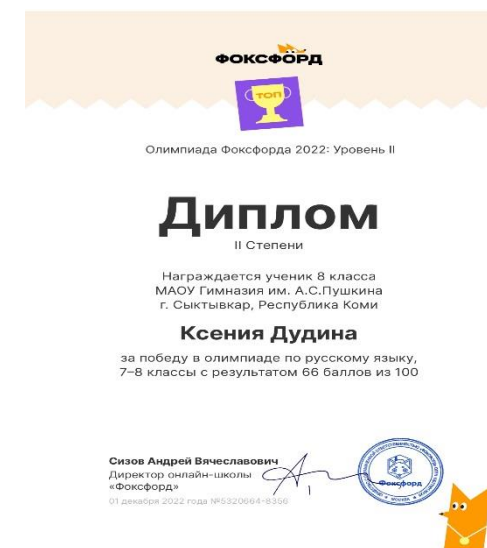 ФОКСФОРД
ТОП
Олимпиада Фоксфорда 2022: Уровень II
Диплом
II Степени
Награждается ученик 8 класса
МАОУ Гимназия им. А.С.Пушкина
г. Сыктывкар, Республика Коми
Ксения Дудина
за победу в олимпиаде по русскому языку,
7–8 классы с результатом 66 баллов из 100
Сизов Андрей Вячеславович
Директор онлайн-школы
«Фоксфорд»
01 декабря 2022 года №5320664-8356
Фоксфорд